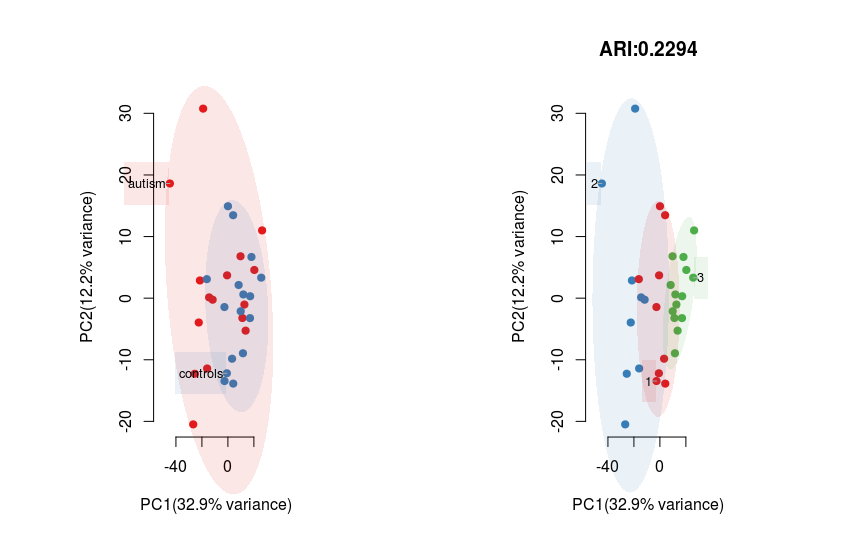 ARI:0.2294
PC2(12.2% variance)
30
20
10
0
-10
-20
autism
controls
-40
0
PC1(32.9% variance)
PC2(12.2% variance)
30
20
10
0
-10
-20
2
3
1
-40
0
PC1(32.9% variance)